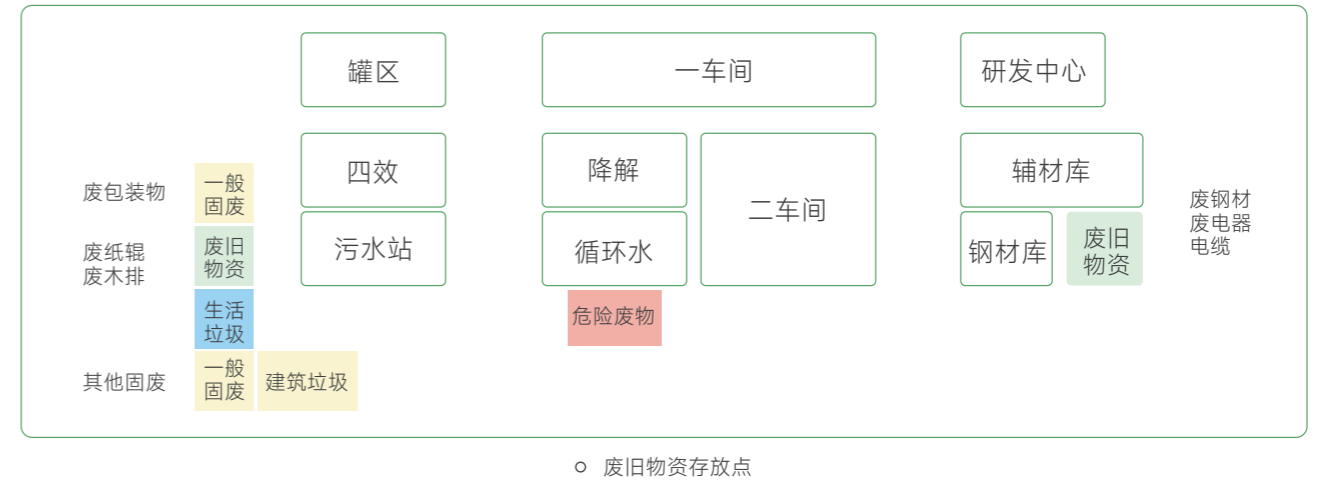 罐区
一车间
研发中心
四效
降解
二车间
辅材库
废包装物
一般
固废
废钢材
废电器
电缆
废纸辊
废木排
废旧
物资
污水站
循环水
钢材库
废旧
物资
生活
垃圾
危险废物
其他固废
一般
固废
建筑垃圾
废旧物资存放点